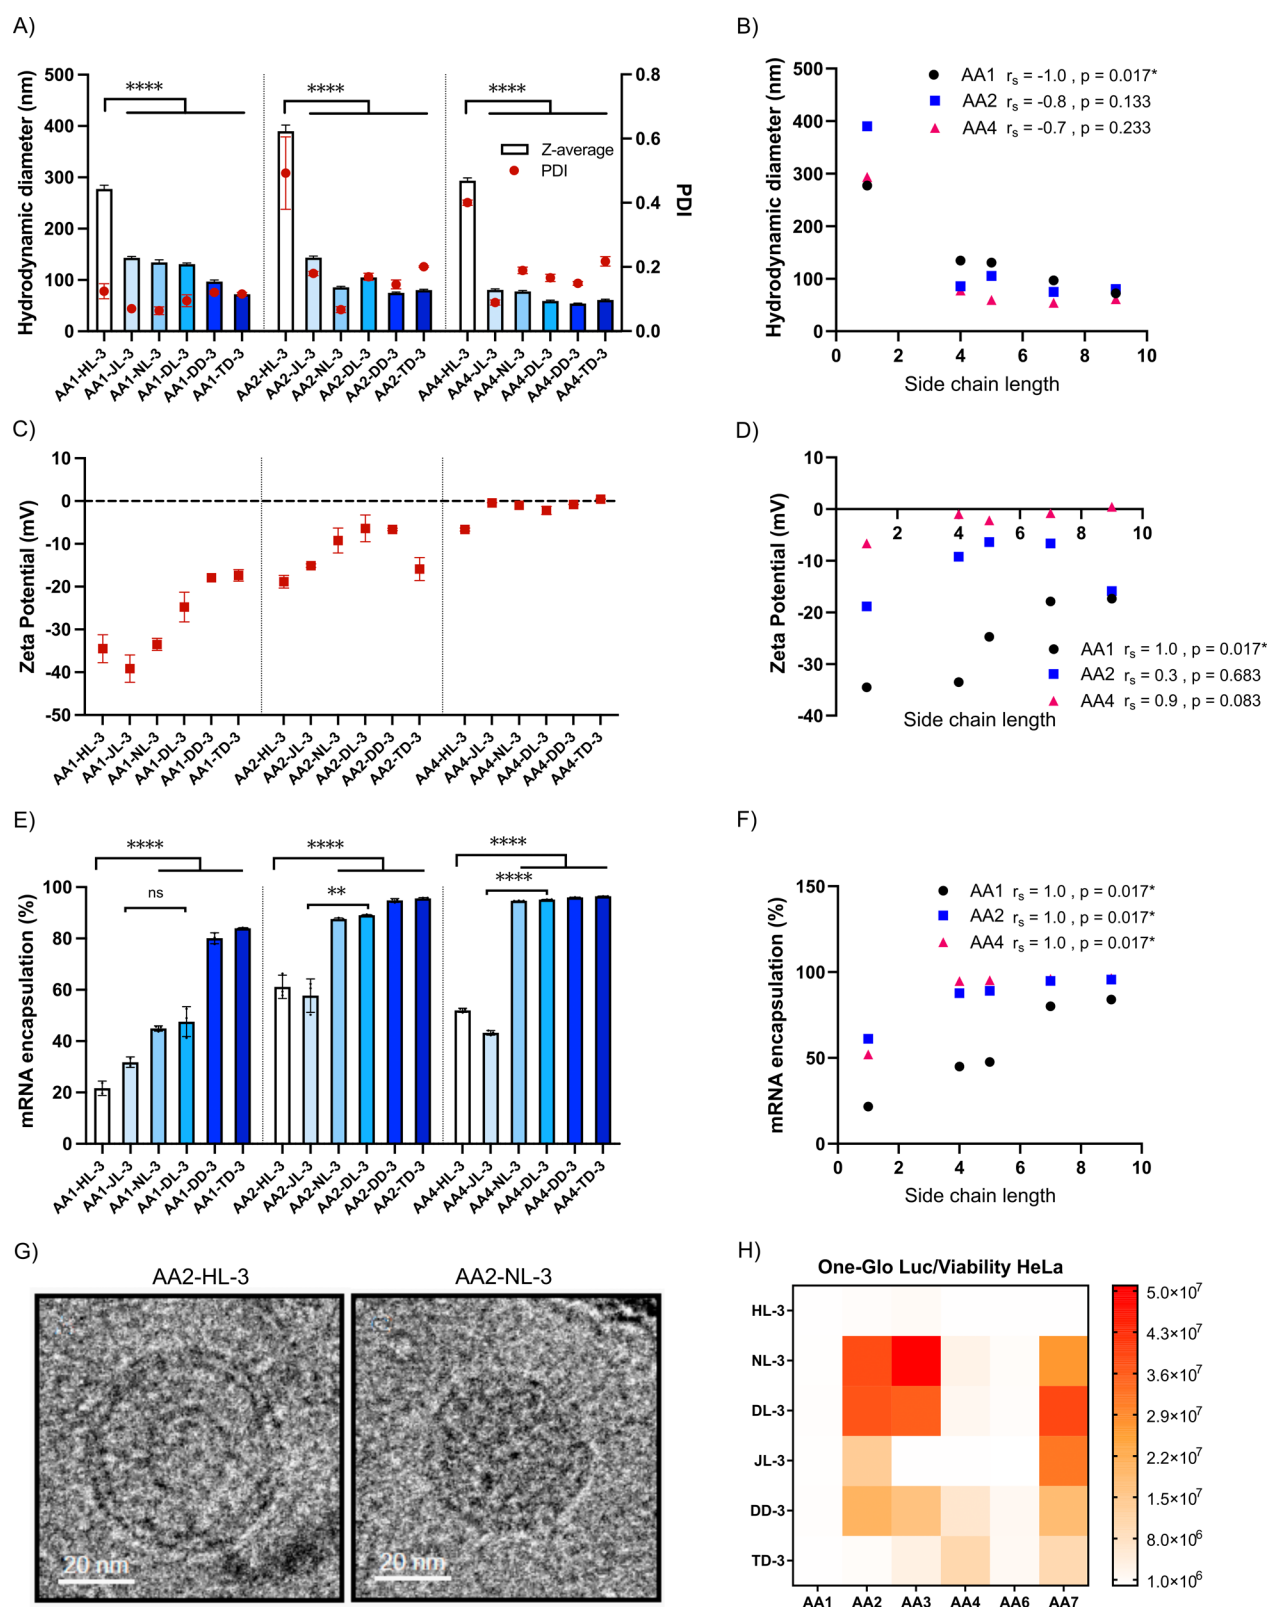 A)
500
400
300
200
100
0
Hydrodynamic diameter (nm)
0.8
0.6
0.4
0.2
0.0
PDI
****
****
****
Z-average
PDI
AA1-HL-3
AA1-JL-3
AA1-NL-3
AA1-DL-3
AA1-DD-3
AA1-TD-3
AA2-HL-3
AA2-JL-3
AA2-NL-3
AA2-DL-3
AA2-DD-3
AA2-TD-3
AA4-HL-3
AA4-JL-3
AA4-NL-3
AA4-DL-3
AA4-DD-3
AA4-TD-3
B)
Hydrodynamic diameter (nm)
500
400
300
200
100
0
AA1 rs = -1.0 , p = 0.017*
AA2 rs = -0.8 , p = 0.133
AA4 rs = -0.7 , p = 0.233
0 2 4 6 8 10
Side chain length
C)
Zeta Potential (mV)
10
0
-10
-20
-30
-40
-50
AA1-HL-3
AA1-JL-3
AA1-NL-3
AA1-DL-3
AA1-DD-3
AA1-TD-3
AA2-HL-3
AA2-JL-3
AA2-NL-3
AA2-DL-3
AA2-DD-3
AA2-TD-3
AA4-HL-3
AA4-JL-3
AA4-NL-3
AA4-DL-3
AA4-DD-3
AA4-TD-3
D)
Zeta Potential (mV)
10
0
-10
-20
-30
-40
2 4 6 8 10
AA1 rs = 1.0 , p = 0.017*
AA2 rs = 0.3 , p = 0.683
AA4 rs = 0.9 , p = 0.083
Side chain length
E)
mRNA encapsulation (%)
100
80
60
40
20
0
****
ns
****
**
****
****
AA1-HL-3
AA1-JL-3
AA1-NL-3
AA1-DL-3
AA1-DD-3
AA1-TD-3
AA2-HL-3
AA2-JL-3
AA2-NL-3
AA2-DL-3
AA2-DD-3
AA2-TD-3
AA4-HL-3
AA4-JL-3
AA4-NL-3
AA4-DL-3
AA4-DD-3
AA4-TD-3
F)
mRNA encapsulation (%)
150
100
50
0
AA1 rs = 1.0 , p = 0.017*
AA2 rs = 1.0 , p = 0.017*
AA4 rs = 1.0 , p = 0.017*
0 2 4 6 8 10
Side chain length
G)
AA2-HL-3
AA2-NL-3
20 nm
20 nm
H)
One-Glo Luc/Viability HeLa
HL-3
NL-3
DL-3
JL-3
DD-3
TD-3
AA1 AA2 AA3 AA4 AA6 AA7
5.0×10⁷
4.3×10⁷
3.6×10⁷
2.9×10⁷
2.2×10⁷
1.5×10⁷
8.0×10⁶
1.0×10⁶